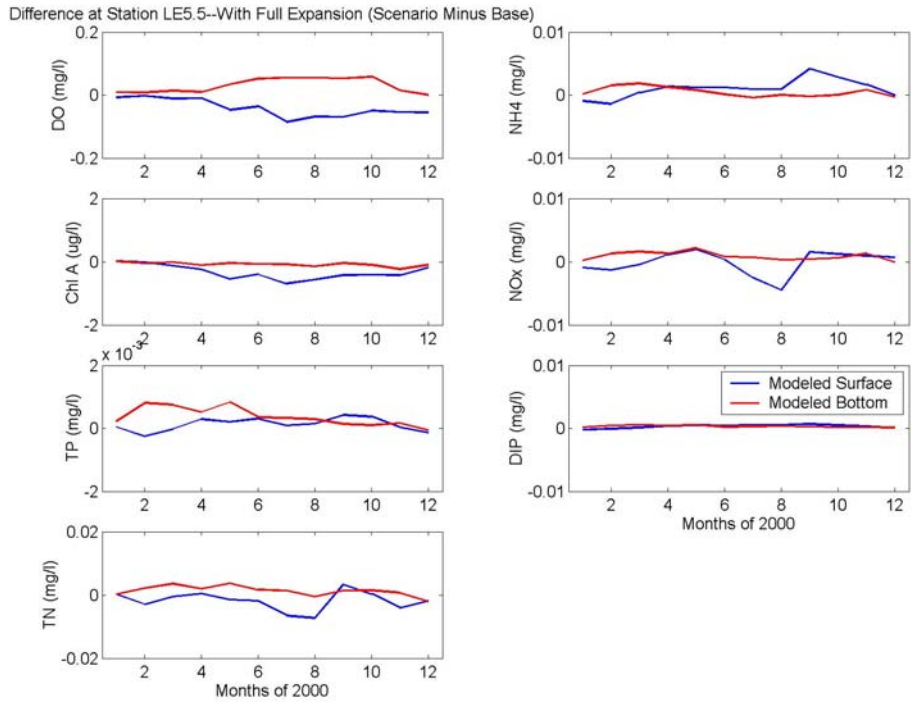 Difference at Station LE5.5--With Full Expansion (Scenario Minus Base)
0.2
0
-0.2
DO (mg/l)
2 4 6 8 10 12
2
0
-2
Chl A (ug/l)
2 4 6 8 10 12
x 10⁻³
2
0
-2
TP (mg/l)
2 4 6 8 10 12
0.02
0
-0.02
TN (mg/l)
2 4 6 8 10 12
Months of 2000
0.01
0
-0.01
NH4 (mg/l)
2 4 6 8 10 12
0.01
0
-0.01
NOx (mg/l)
2 4 6 8 10 12
0.01
0
-0.01
DIP (mg/l)
Modeled Surface
Modeled Bottom
2 4 6 8 10 12
Months of 2000